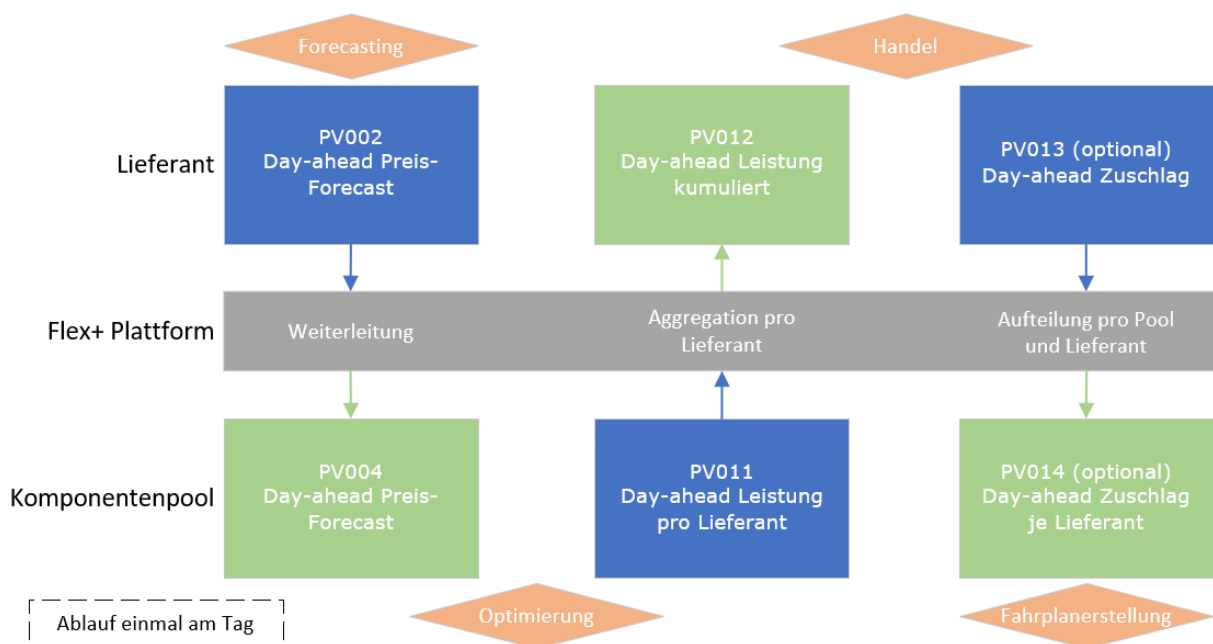 Forecasting
Handel
Lieferant
PV002
Day-ahead Preis-
Forecast
PV012
Day-ahead Leistung
kumuliert
PV013 (optional)
Day-ahead Zuschlag
Flex+ Plattform
Weiterleitung
Aggregation pro
Lieferant
Aufteilung pro Pool
und Lieferant
Komponentenpool
PV004
Day-ahead Preis-
Forecast
PV011
Day-ahead Leistung
pro Lieferant
PV014 (optional)
Day-ahead Zuschlag
je Lieferant
Optimierung
Fahrplanerstellung
Ablauf einmal am Tag